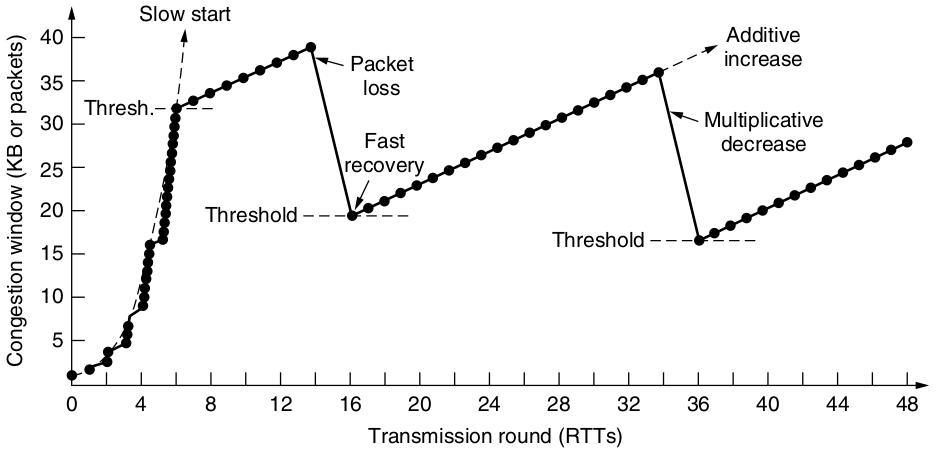 Slow start
Congestion window (KB or packets)
40
35
30
25
20
15
10
5
Thresh.
Packet
loss
Fast
recovery
Threshold
Additive
increase
Multiplicative
decrease
Threshold
0
4
8
12
16
20
24
28
32
36
40
44
48
Transmission round (RTTs)